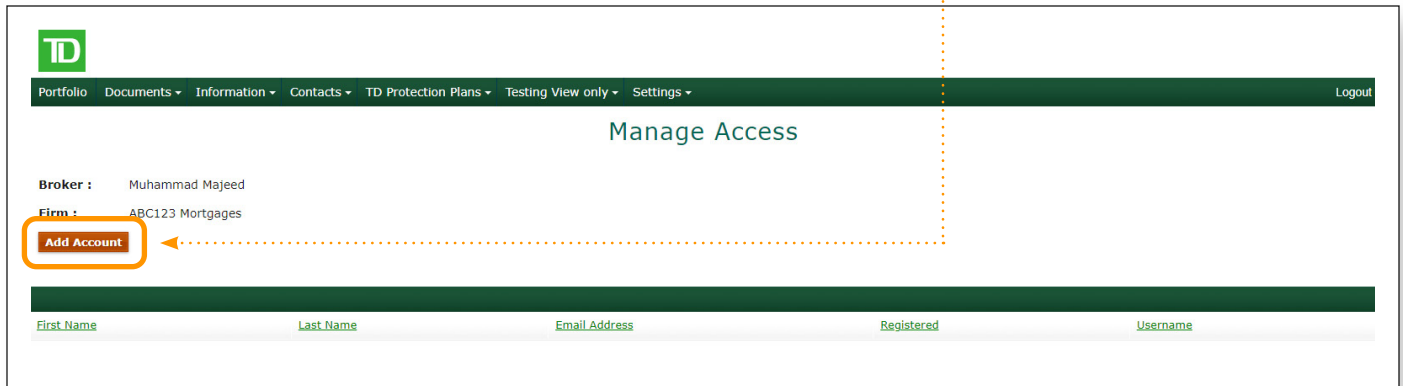 TD
Portfolio Documents Information Contacts TD Protection Plans Testing View only Settings Logout
Manage Access
Broker : Muhammad Majeed
Firm : ABC123 Mortgages
Add Account
First Name Last Name Email Address Registered Username